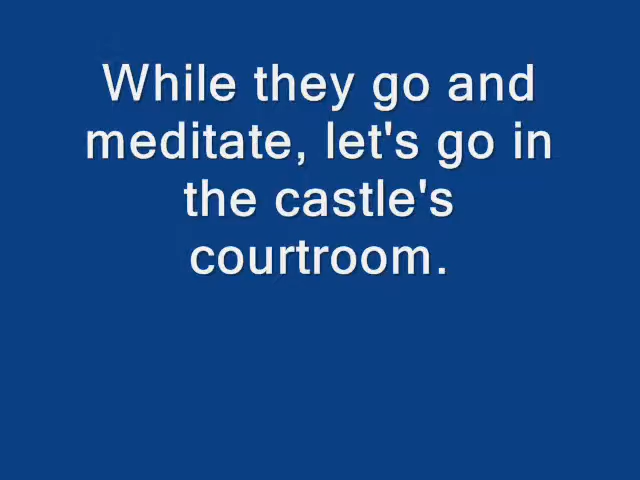 While they go and
meditate, let's go in
the castle's
courtroom.